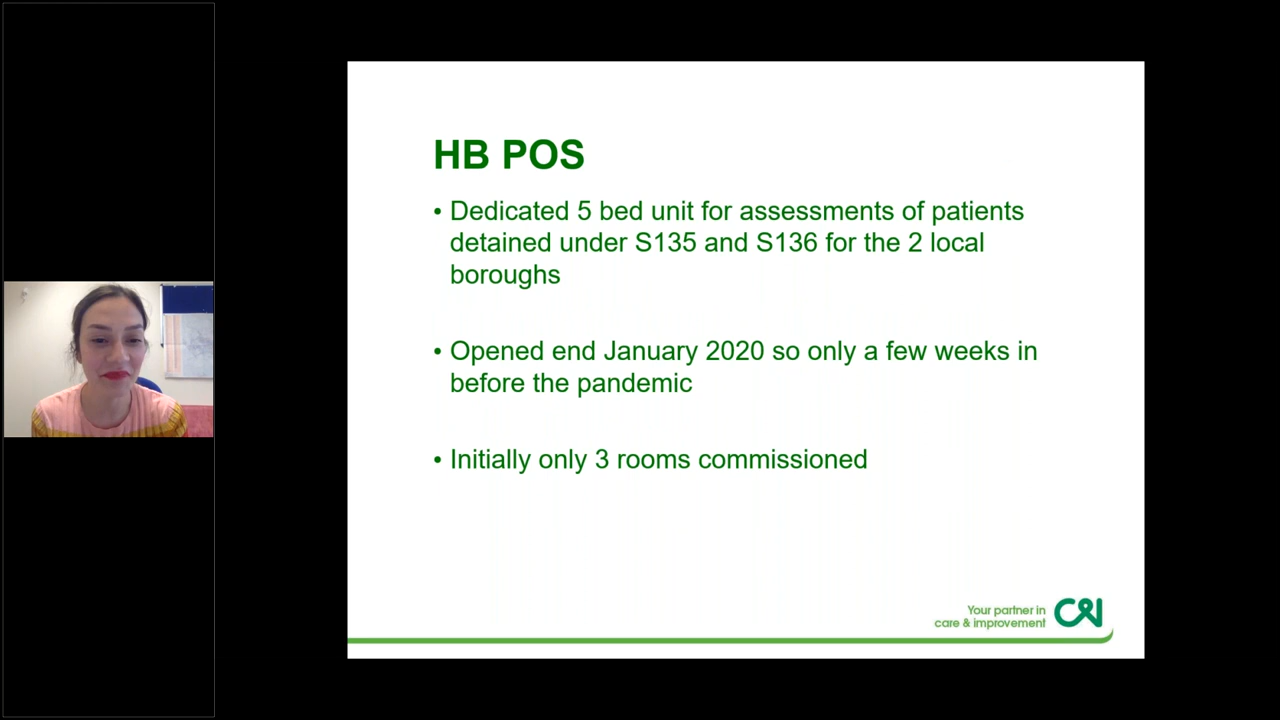 HB POS
• Dedicated 5 bed unit for assessments of patients
detained under S135 and S136 for the 2 local
boroughs
• Opened end January 2020 so only a few weeks in
before the pandemic
• Initially only 3 rooms commissioned
Your partner in
care & improvement
C&I